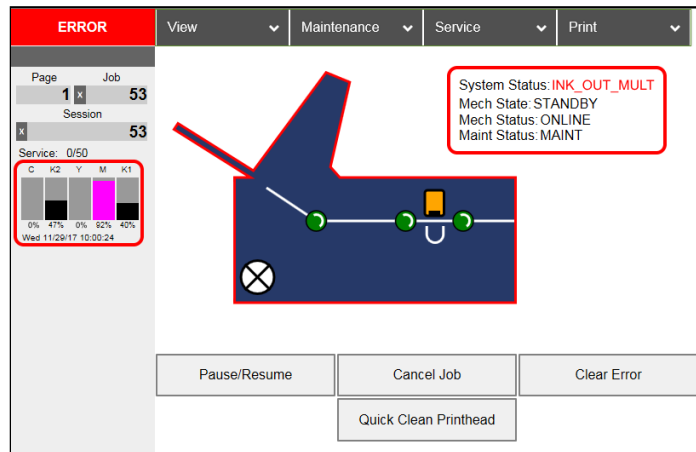 ERROR
View
Maintenance
Service
Print
Page Job
1 x 53
Session
x 53
Service: 0/50
C K2 Y M K1
0% 47% 0% 92% 40%
Wed 11/29/17 10:00:24
System Status: INK_OUT_MULT
Mech State: STANDBY
Mech Status: ONLINE
Maint Status: MAINT
Pause/Resume
Cancel Job
Clear Error
Quick Clean Printhead